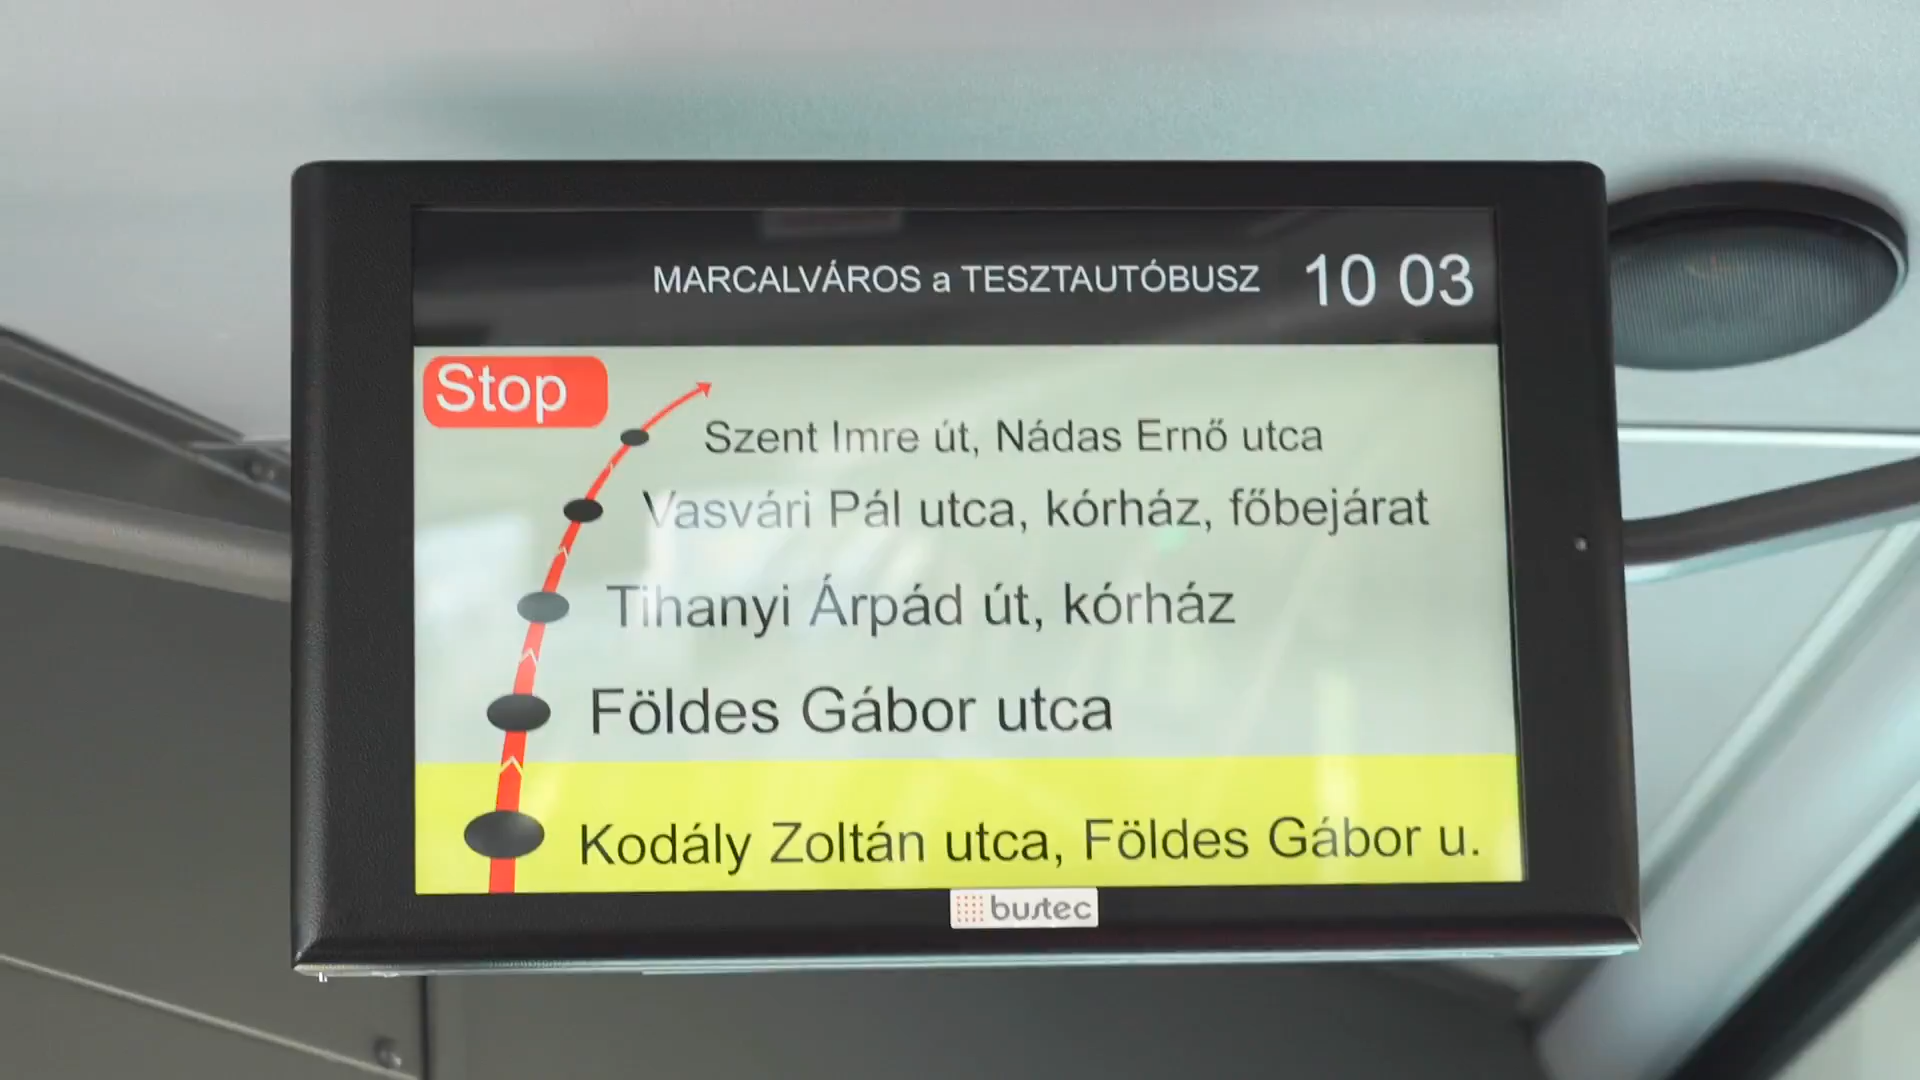 MARCALVÁROS a TESZTAUTÓBUSZ 10 03
Stop
Szent Imre út, Nádas Ernő utca
Vasvári Pál utca, kórház, főbejárat
Tihanyi Árpád út, kórház
Földes Gábor utca
Kodály Zoltán utca, Földes Gábor u.
bustec